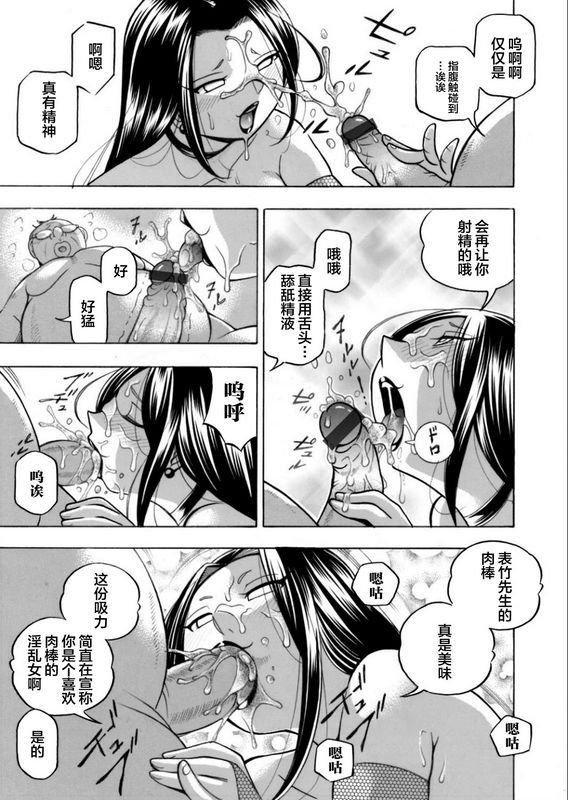 呜啊啊
仅仅是
指腹触碰到
…诶诶
啊嗯
真有精神
会再让你
射精的哦
哦哦
直接用舌头…
舔舐精液
ドロ
好
好猛
呜呼
呜诶
表竹先生的
肉棒
真是美味
嗯咕
嗯咕
嗯咕
这份吸力
简直在宣称
你是个喜欢
肉棒的
淫乱女啊
是的